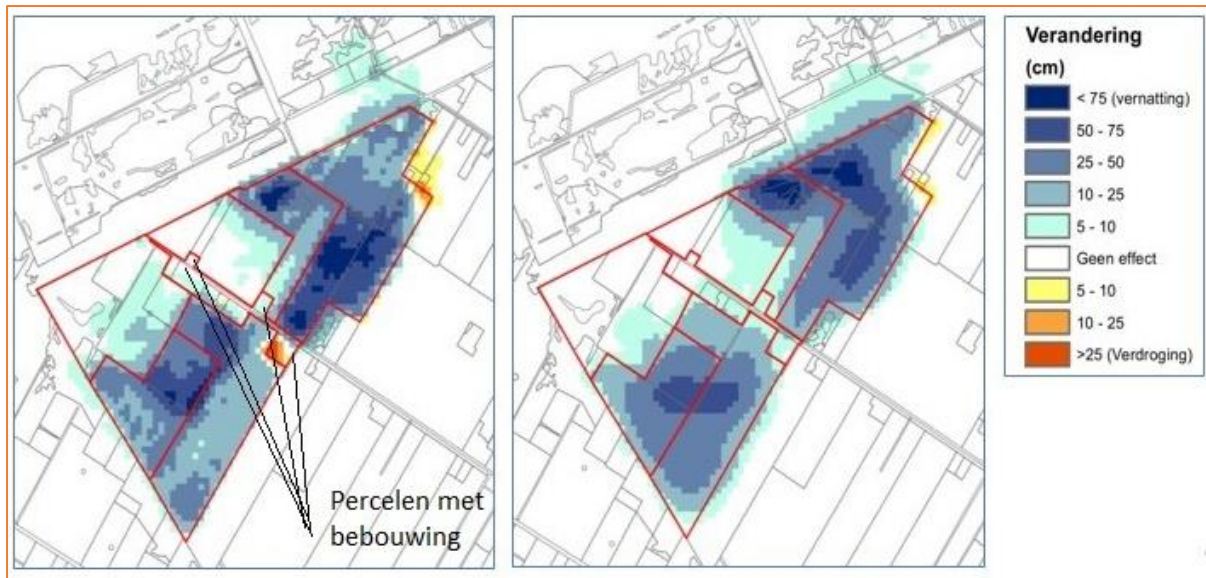 Percelen met
bebouwing
Verandering
(cm)
< 75 (vernatting)
50 - 75
25 - 50
10 - 25
5 - 10
Geen effect
5 - 10
10 - 25
>25 (Verdroging)